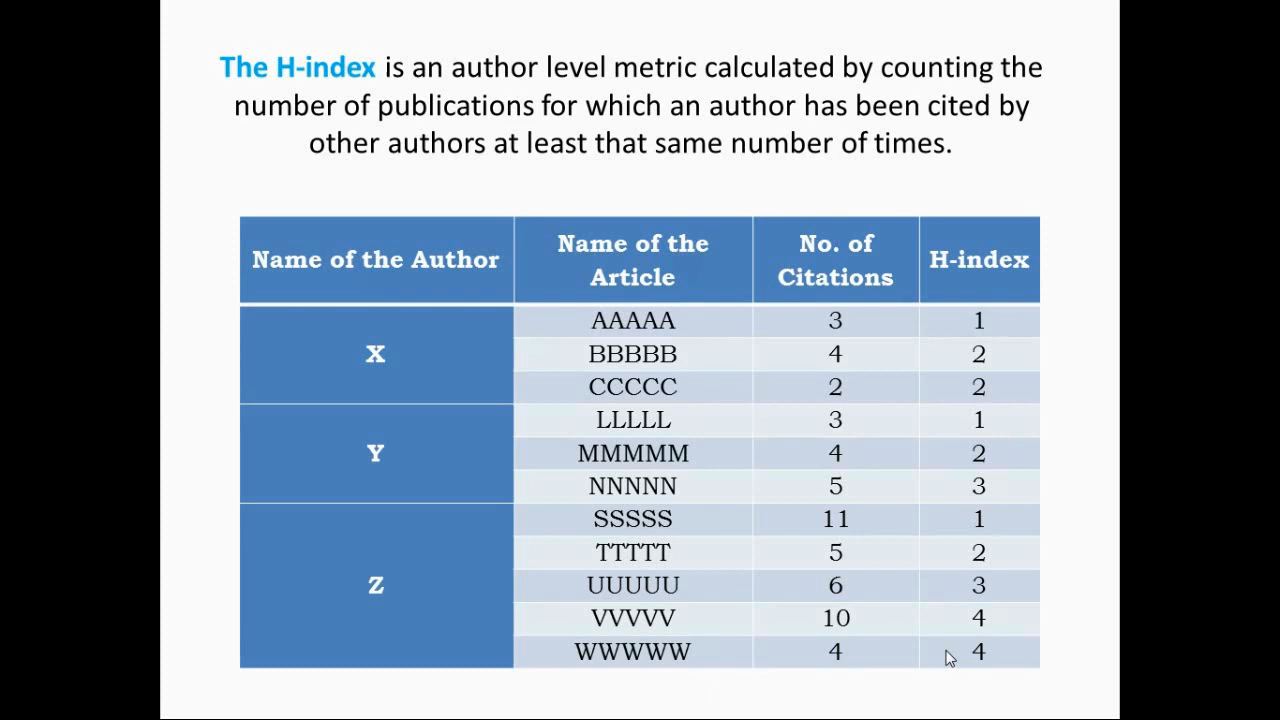 The H-index is an author level metric calculated by counting the
number of publications for which an author has been cited by
other authors at least that same number of times.
Name of the Author Name of the Article No. of Citations H-index
X
AAAAA 3 1
BBBBB 4 2
CCCCC 2 2
Y
LLLLL 3 1
MMMMM 4 2
NNNNN 5 3
Z
SSSSS 11 1
TTTTT 5 2
UUUUU 6 3
VVVVV 10 4
WWWWW 4 4